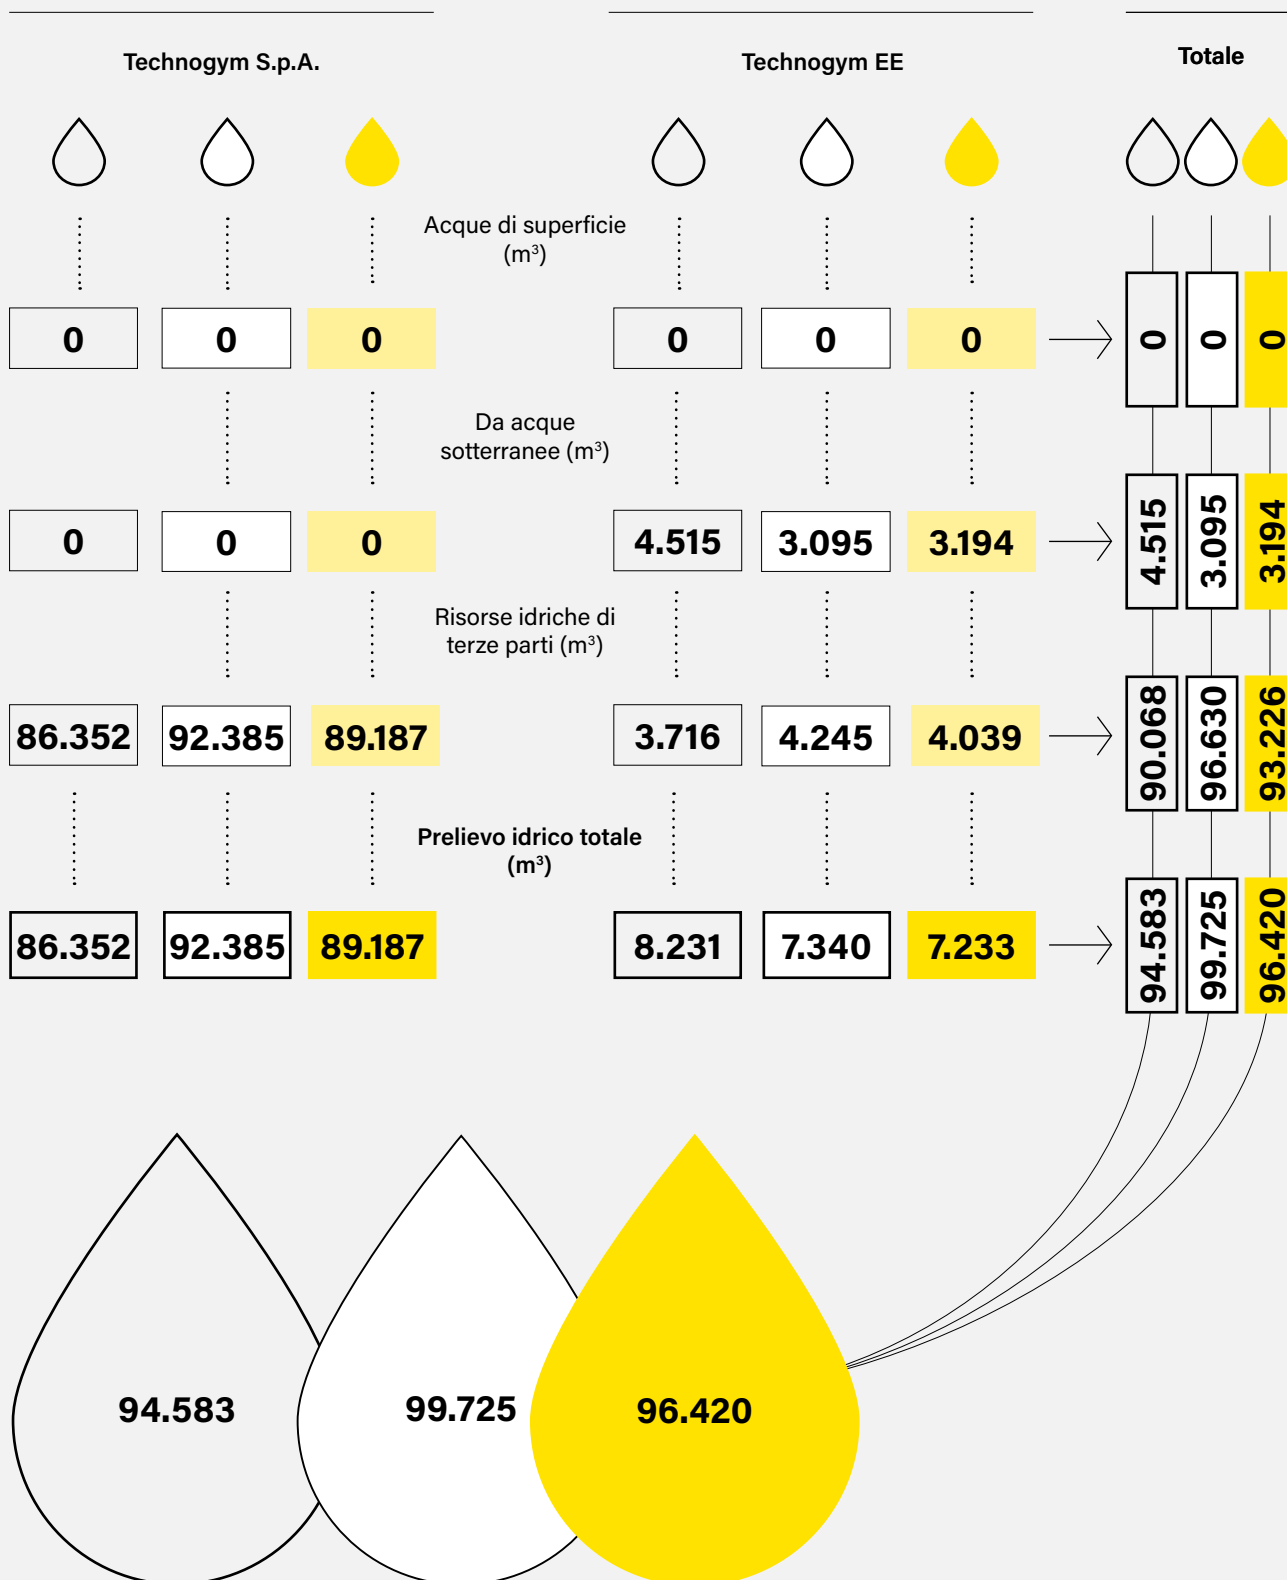 Technogym S.p.A.
Technogym EE
Totale
Acque di superficie
(m³)
0 0 0 0 0 0 0 0 0
Da acque
sotterranee (m³)
0 0 0 4.515 3.095 3.194 4.515 3.095 3.194
Risorse idriche di
terze parti (m³)
86.352 92.385 89.187 3.716 4.245 4.039 90.068 96.630 93.226
Prelievo idrico totale
(m³)
86.352 92.385 89.187 8.231 7.340 7.233 94.583 99.725 96.420
94.583 99.725 96.420